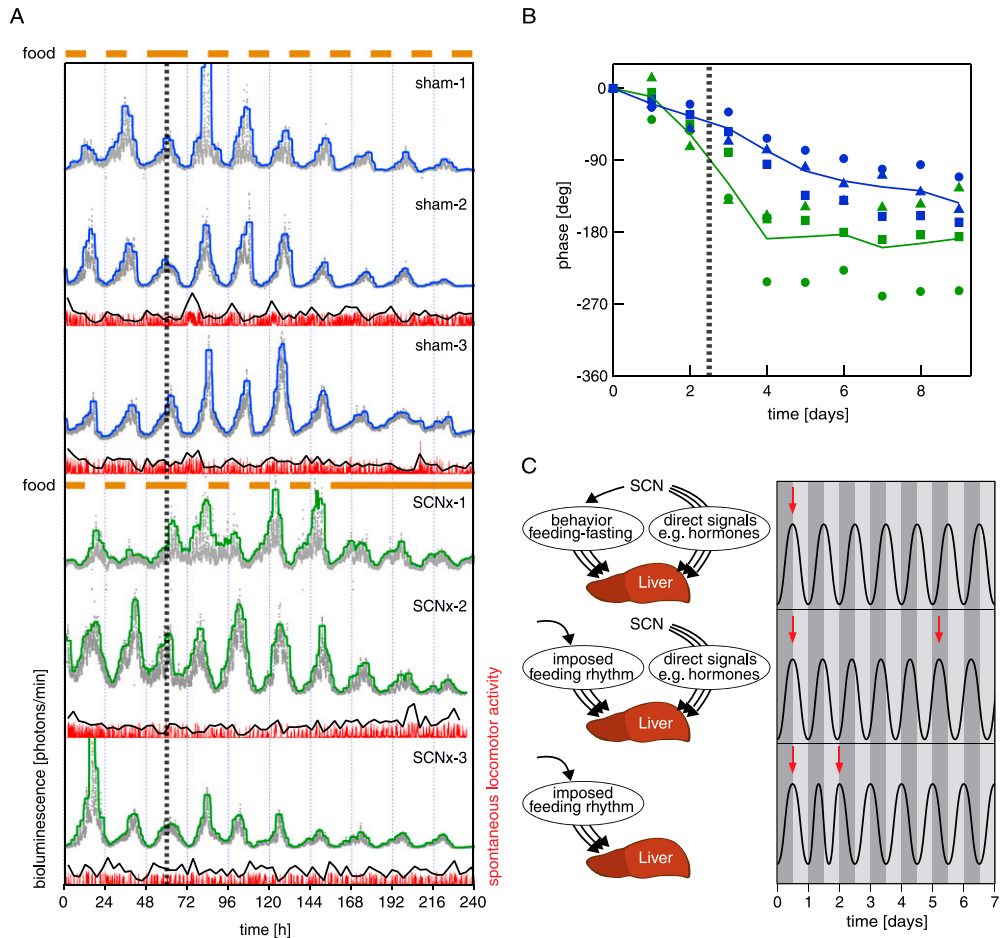 A
food
sham-1
sham-2
sham-3
food
SCNx-1
SCNx-2
SCNx-3
bioluminescence [photons/min]
spontaneous locomotor activity
0 24 48 72 96 120 144 168 192 216 240
time [h]
B
0
-90
-180
-270
-360
phase [deg]
0 2 4 6 8
time [days]
C
SCN
behavior
feeding-fasting
direct signals
e.g. hormones
Liver
SCN
imposed
feeding rhythm
direct signals
e.g. hormones
Liver
imposed
feeding rhythm
Liver
0 1 2 3 4 5 6 7
time [days]